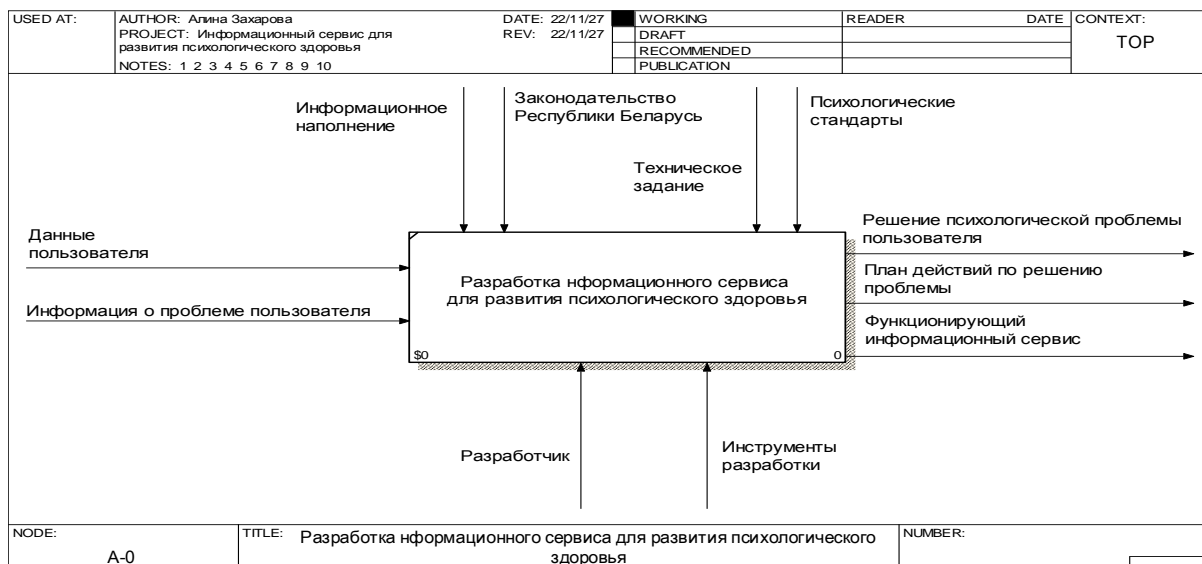 USED AT:
AUTHOR: Алина Захарова
DATE: 22/11/27
PROJECT: Информационный сервис для
развития психологического здоровья
REV: 22/11/27
NOTES: 1 2 3 4 5 6 7 8 9 10
WORKING
DRAFT
RECOMMENDED
PUBLICATION
READER
DATE
CONTEXT:
TOP
Информационное
наполнение
Законодательство
Республики Беларусь
Техническое
задание
Психологические
стандарты
Данные
пользователя
Информация о проблеме пользователя
Разработка нформационного сервиса
для развития психологического здоровья
$0
0
Решение психологической проблемы
пользователя
План действий по решению
проблемы
Функционирующий
информационный сервис
Разработчик
Инструменты
разработки
NODE:
A-0
TITLE:
Разработка нформационного сервиса для развития психологического
здоровья
NUMBER: